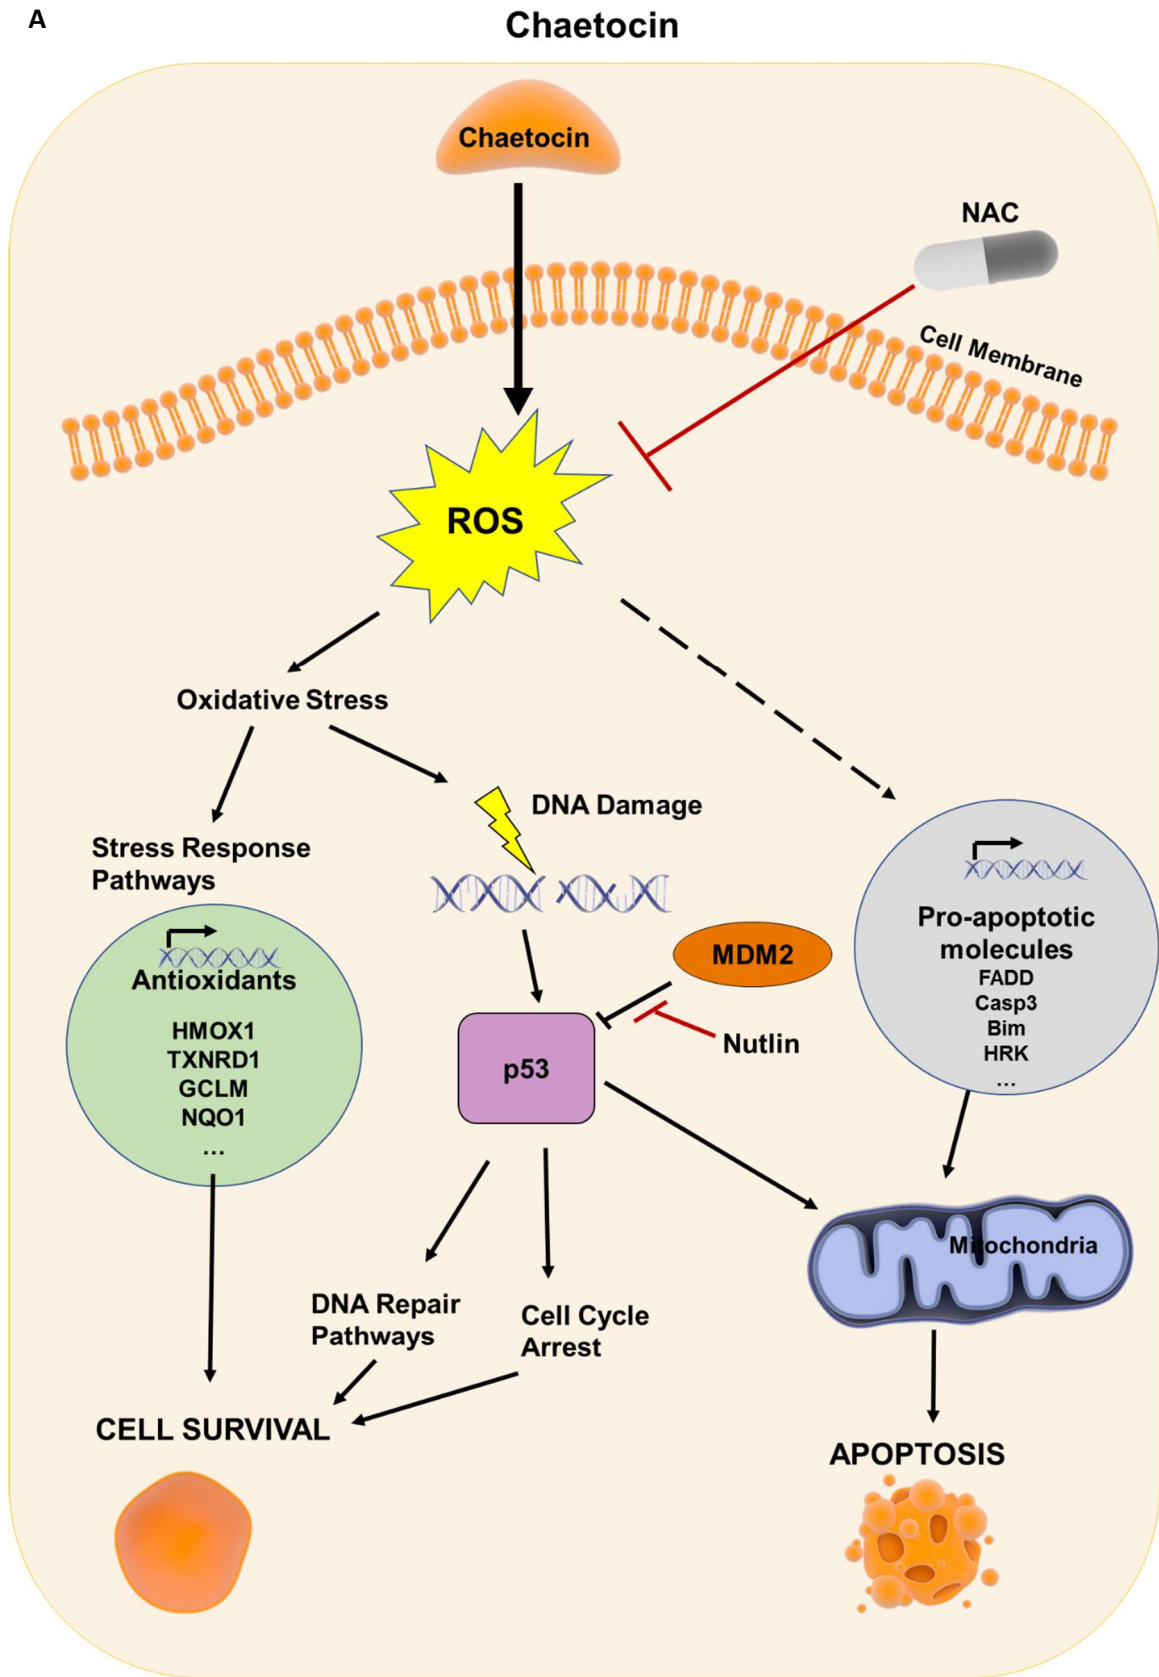 A
Chaetocin
Chaetocin
NAC
Cell Membrane
ROS
Oxidative Stress
DNA Damage
Stress Response
Pathways
Antioxidants
HMOX1
TXNRD1
GCLM
NQO1
...
MDM2
Nutlin
p53
Pro-apoptotic
molecules
FADD
Casp3
Bim
HRK
...
Mitochondria
DNA Repair
Pathways
Cell Cycle
Arrest
CELL SURVIVAL
APOPTOSIS